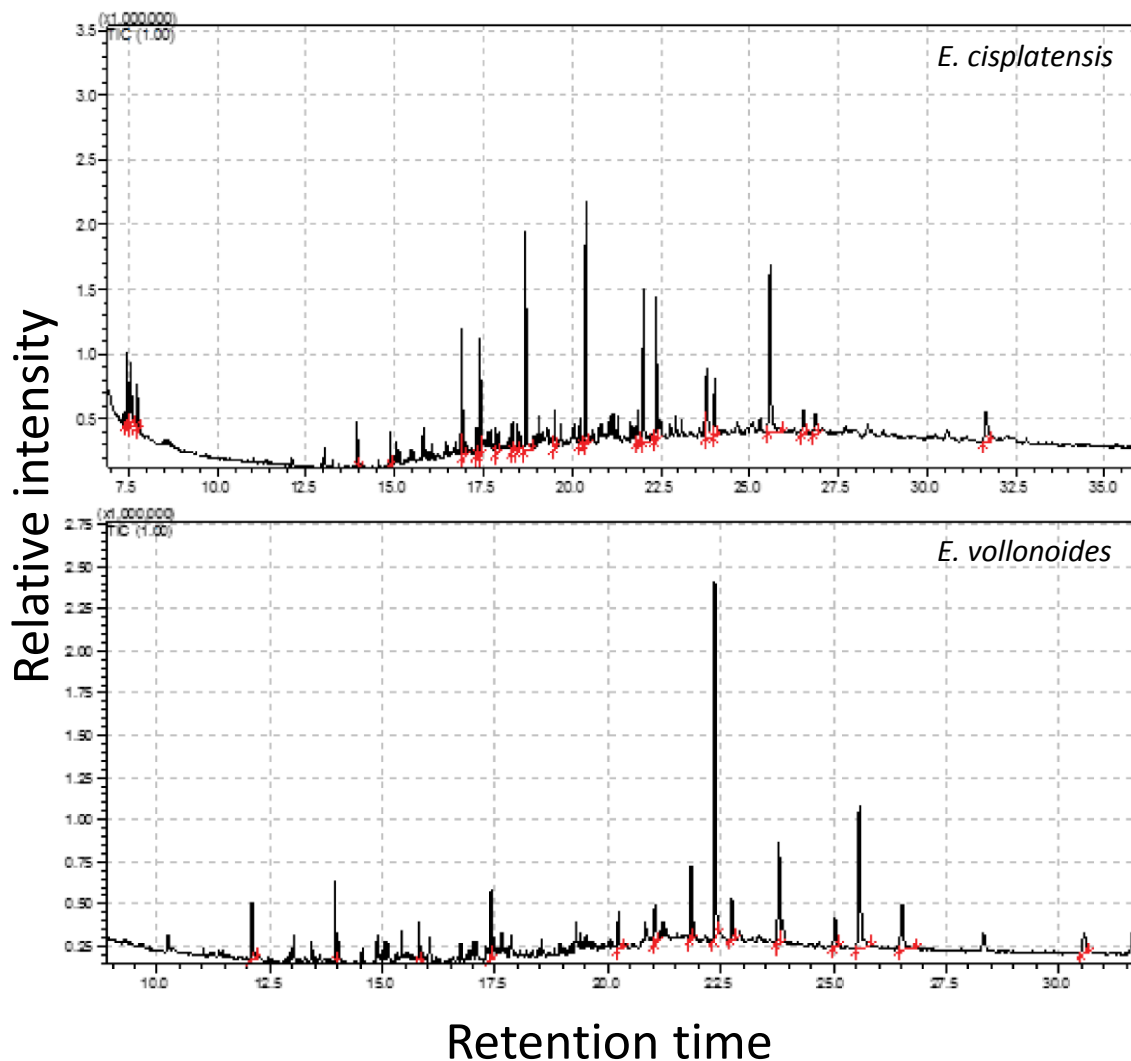 (x1,000,000)
TIC (1.00)
E. cisplatensis
3.5
3.0
2.5
2.0
1.5
1.0
0.5
7.5 10.0 12.5 15.0 17.5 20.0 22.5 25.0 27.5 30.0 32.5 35.0
Relative intensity
(x1,000,000)
TIC (1.00)
E. vollonoides
2.75
2.50
2.25
2.00
1.75
1.50
1.25
1.00
0.75
0.50
0.25
10.0 12.5 15.0 17.5 20.0 22.5 25.0 27.5 30.0
Retention time